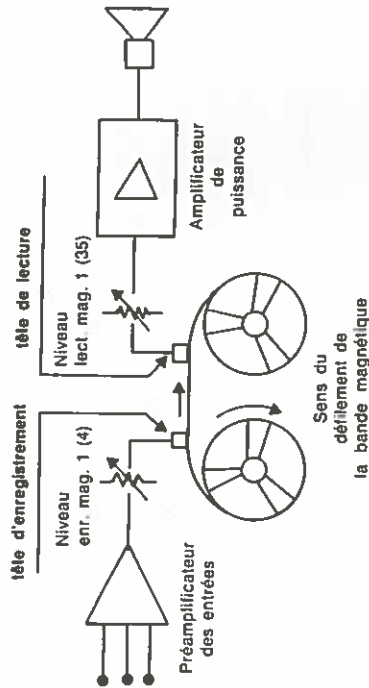 tête d'enregistrement
tête de lecture
Niveau
enr. mag. 1 (4)
Niveau
lect. mag. 1 (35)
Préamplificateur
des entrées
Amplificateur
de
puissance
Sens du
défilement de
la bande magnétique